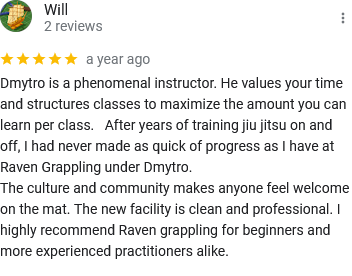 Will
2 reviews
a year ago
Dmytro is a phenomenal instructor. He values your time
and structures classes to maximize the amount you can
learn per class.   After years of training jiu jitsu on and
off, I had never made as quick of progress as I have at
Raven Grappling under Dmytro.
The culture and community makes anyone feel welcome
on the mat. The new facility is clean and professional. I
highly recommend Raven grappling for beginners and
more experienced practitioners alike.